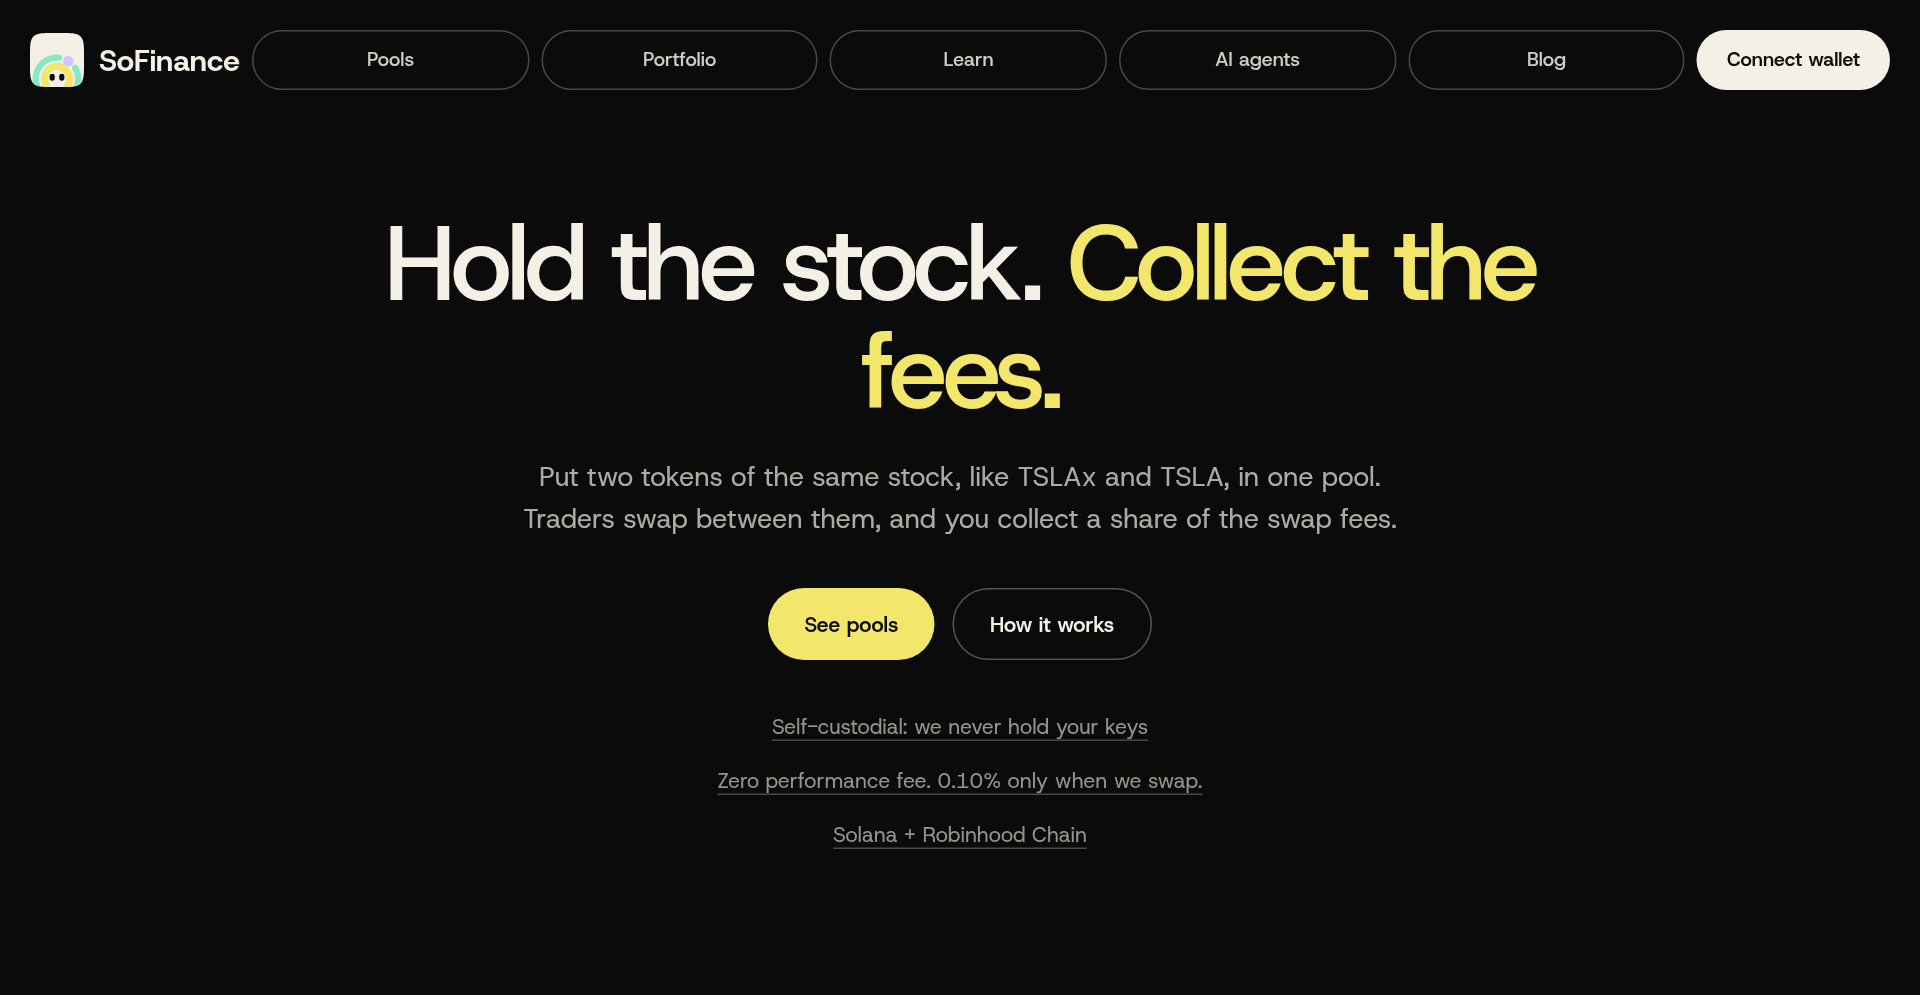 SoFinance
Pools
Portfolio
Learn
AI agents
Blog
Connect wallet
Hold the stock. Collect the
fees.
Put two tokens of the same stock, like TSLAx and TSLA, in one pool.
Traders swap between them, and you collect a share of the swap fees.
See pools
How it works
Self-custodial: we never hold your keys
Zero performance fee. 0.10% only when we swap.
Solana + Robinhood Chain